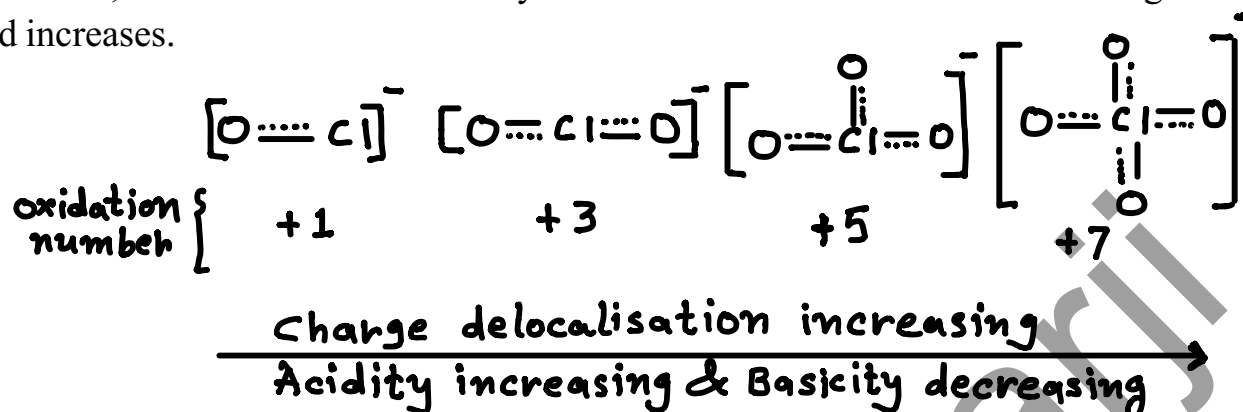 d increases.
[O Cl]⁻ [O Cl O]⁻ [O Cl O O]⁻ [O Cl O O O]⁻
oxidation number { +1 +3 +5 +7
Charge delocalisation increasing
Acidity increasing & Basicity decreasing